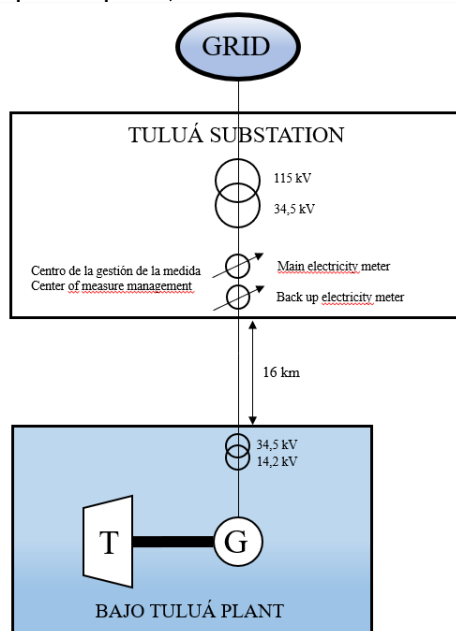 GRID
TULUÁ SUBSTATION
115 kV
34,5 kV
Centro de la gestión de la medida
Center of measure management
Main electricity meter
Back up electricity meter
16 km
34,5 kV
14,2 kV
T
G
BAJO TULUÁ PLANT